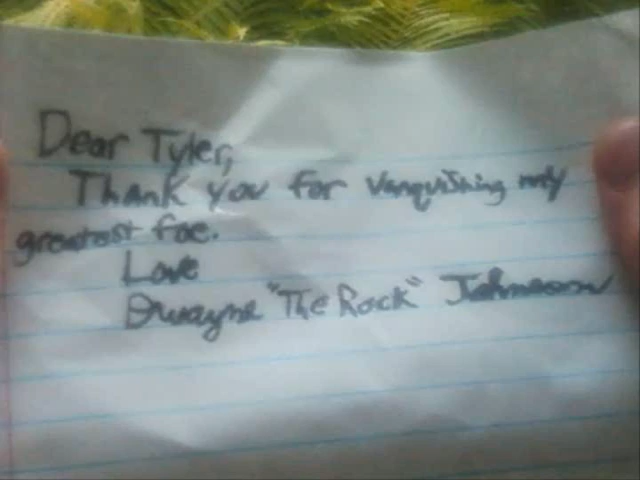 Dear Tyler,
Thank you for vanquishing my
greatest foe.
Love
Dwayne "The Rock" Johnson